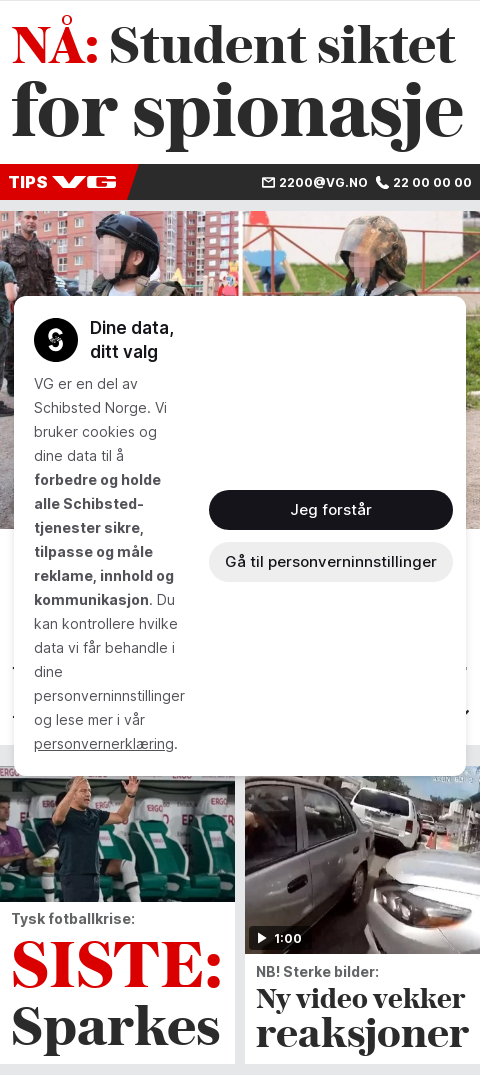 NÅ: Student siktet
for spionasje
TIPS VG
2200@VG.NO 22 00 00 00
Dine data,
ditt valg
VG er en del av
Schibsted Norge. Vi
bruker cookies og
dine data til å
forbedre og holde
alle Schibsted-
tjenester sikre,
tilpasse og måle
reklame, innhold og
kommunikasjon. Du
kan kontrollere hvilke
data vi får behandle i
dine
personverninnstillinger
og lese mer i vår
personvernerklæring.
Jeg forstår
Gå til personverninnstillinger
ERGO
ERGO
ERGO
Tysk fotballkrise:
SISTE:
Sparkes
1:00
NB! Sterke bilder:
Ny video vekker
reaksjoner